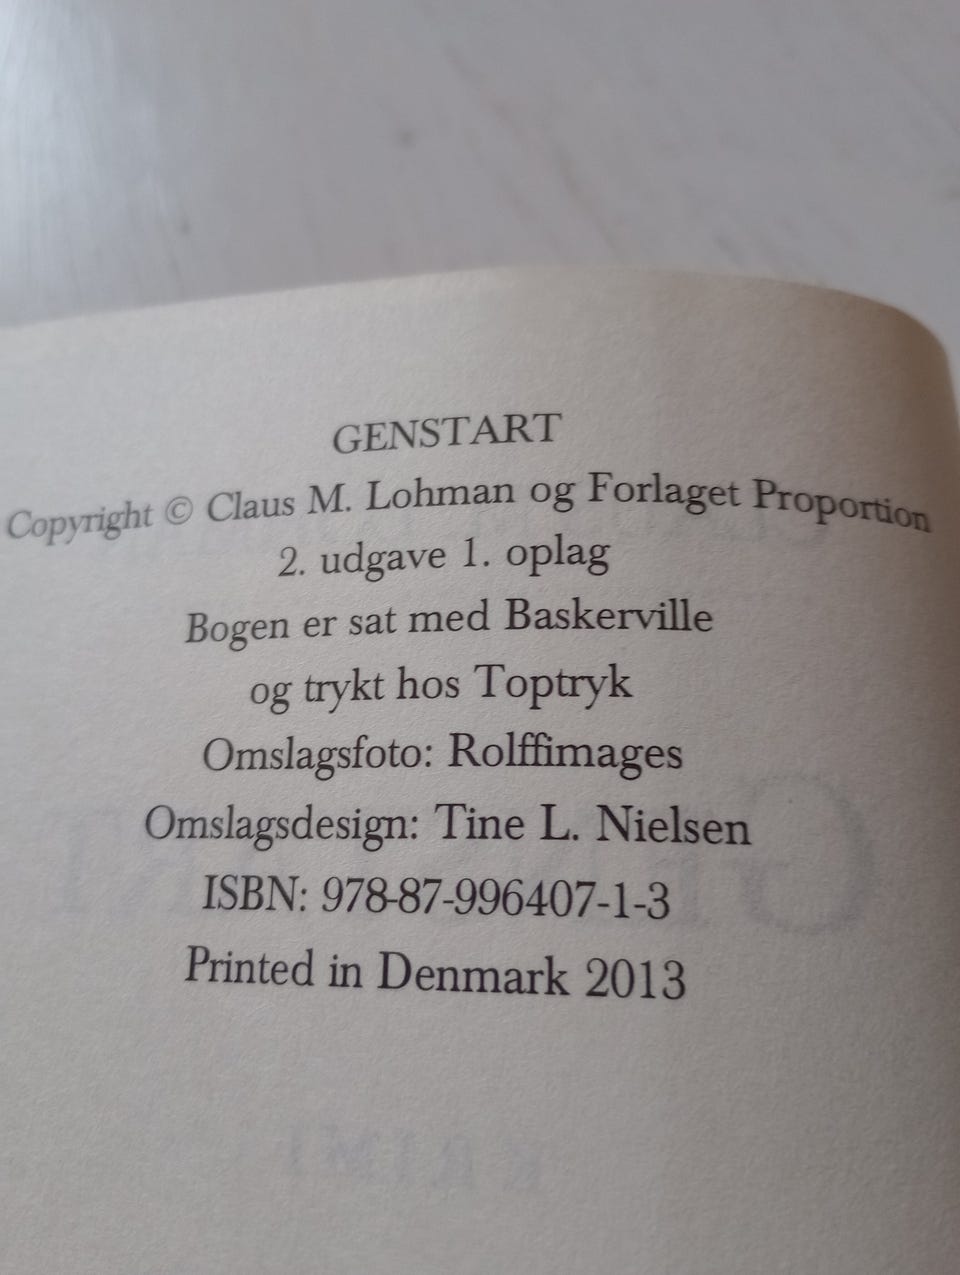 GENSTART
Copyright © Claus M. Lohman og Forlaget Proportion
2. udgave 1. oplag
Bogen er sat med Baskerville
og trykt hos Toptryk
Omslagsfoto: Rolffimages
Omslagsdesign: Tine L. Nielsen
ISBN: 978-87-996407-1-3
Printed in Denmark 2013